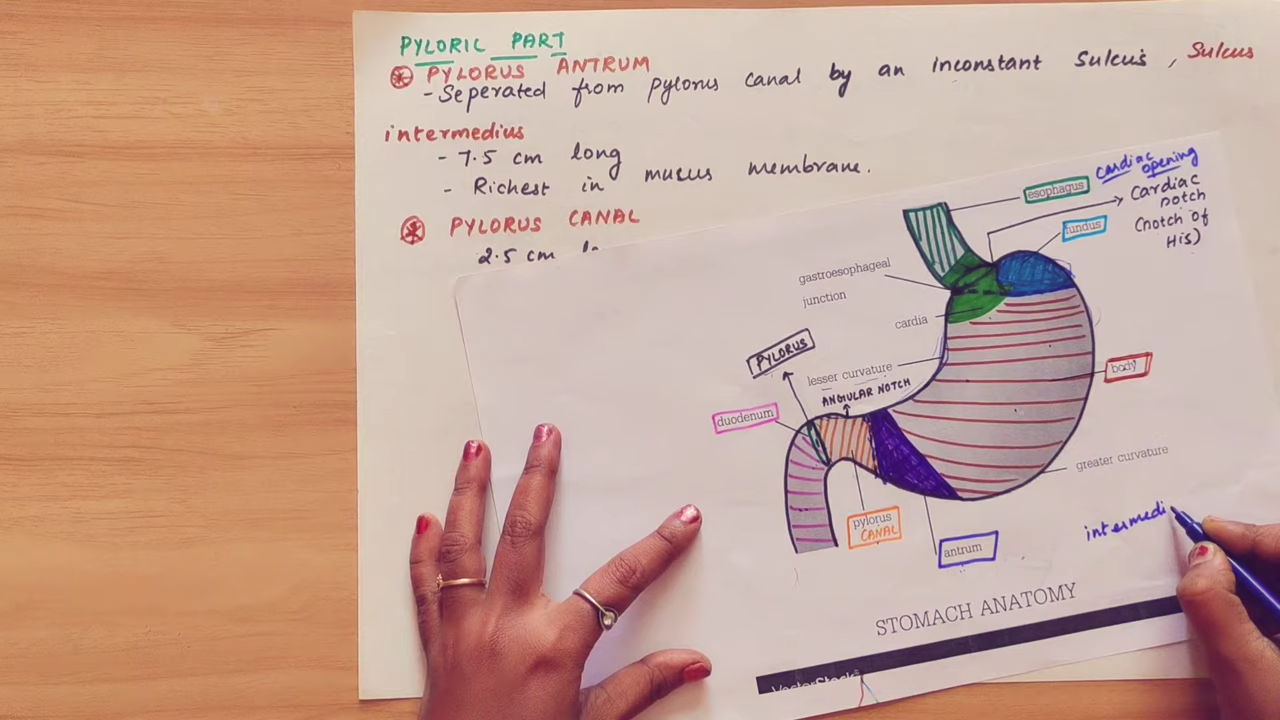 PYLORIC PART
PYLORUS ANTRUM
- Seperated from pylorus canal by an inconstant Sulcus, Sulcus
intermedius
- 7.5 cm long
- Richest in mucus membrane.
PYLORUS CANAL
2.5 cm
cardiac
opening
esophagus
Cardiac
notch
(notch of
His)
fundus
gastroesophageal
junction
cardia
PYLORUS
lesser curvature
ANGULAR NOTCH
body
duodenum
greater curvature
pylorus
CANAL
antrum
intermedi
STOMACH ANATOMY
VectorStock